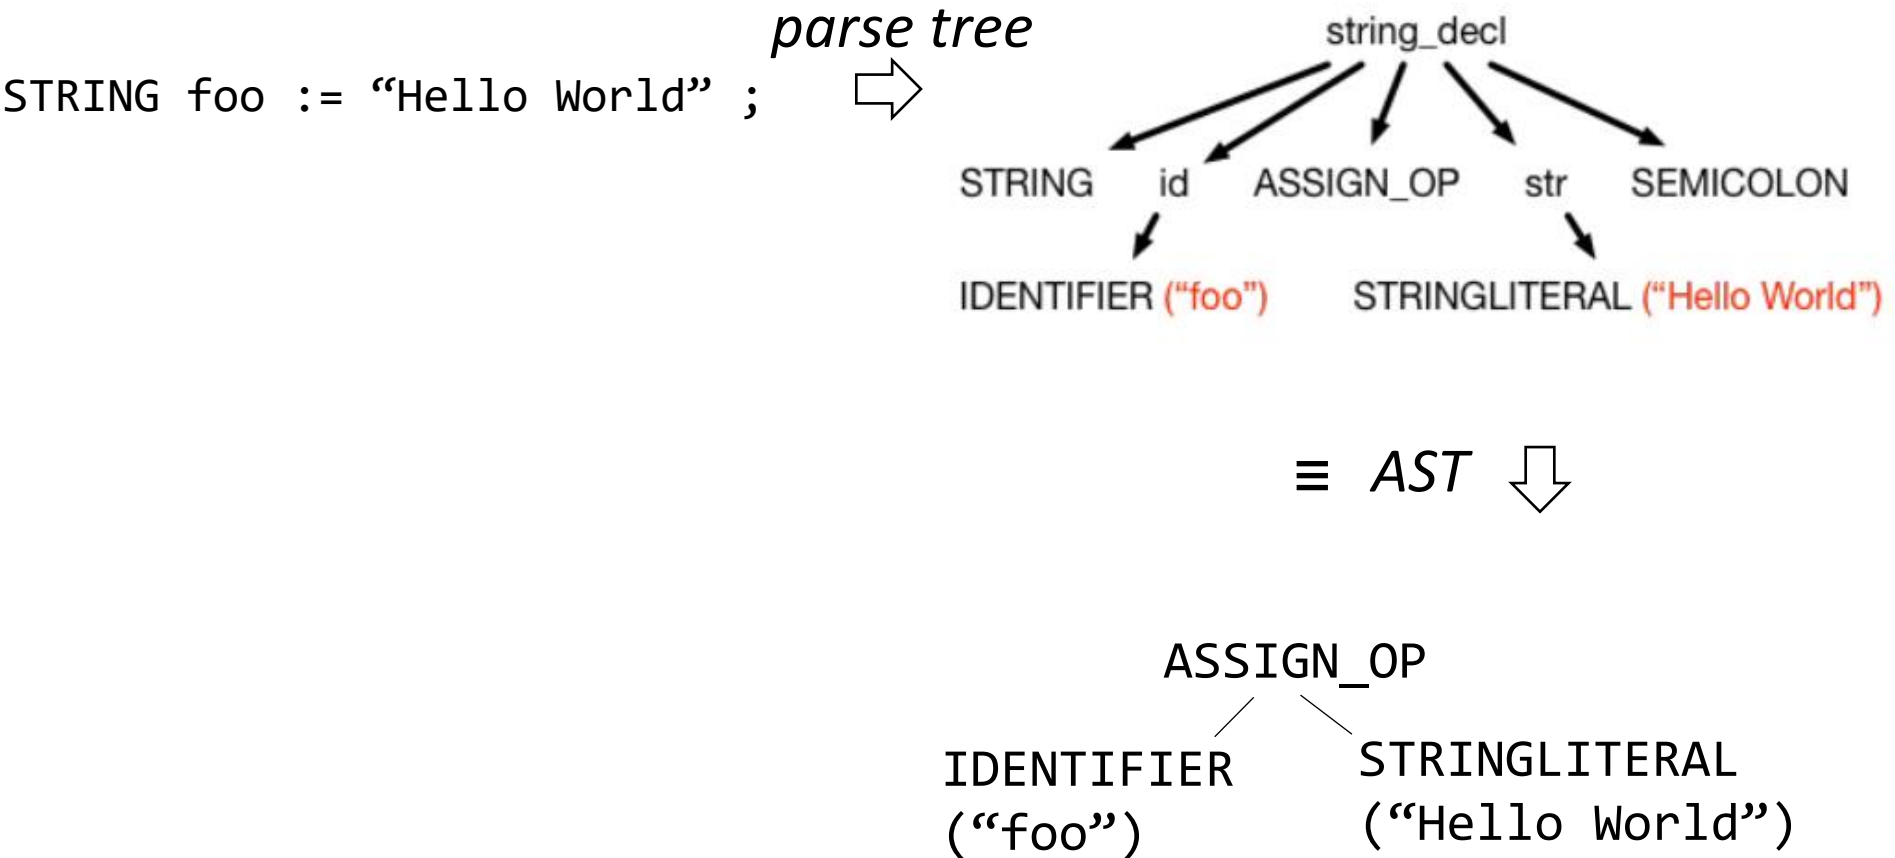 parse tree
STRING foo := “Hello World” ;
string_decl
STRING id ASSIGN_OP str SEMICOLON
IDENTIFIER (“foo”) STRINGLITERAL (“Hello World”)
≡ AST
ASSIGN_OP
IDENTIFIER
(“foo”)
STRINGLITERAL
(“Hello World”)